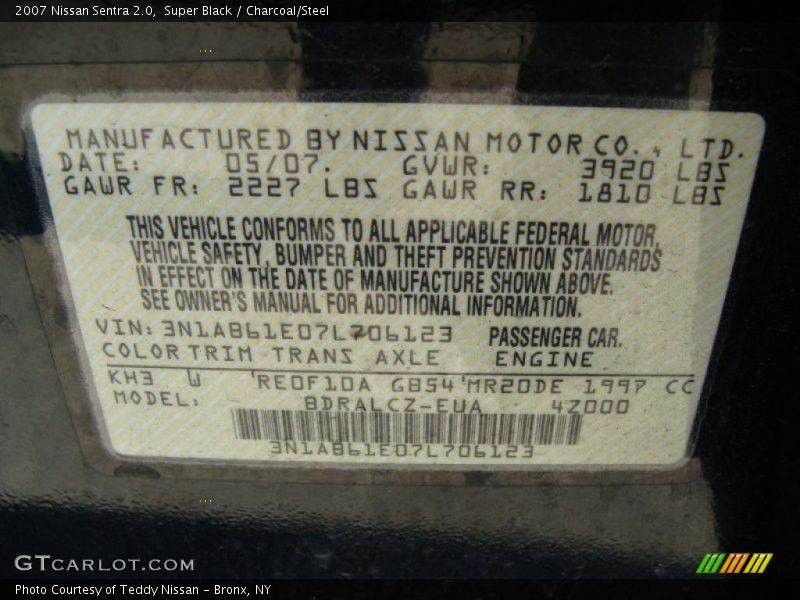 2007 Nissan Sentra 2.0,  Super Black / Charcoal/Steel
MANUFACTURED BY NISSAN MOTOR CO., LTD.
DATE: 05/07. GVWR: 3920 LBS
GAWR FR: 2227 LBS GAWR RR: 1810 LBS
THIS VEHICLE CONFORMS TO ALL APPLICABLE FEDERAL MOTOR
VEHICLE SAFETY, BUMPER AND THEFT PREVENTION STANDARDS
IN EFFECT ON THE DATE OF MANUFACTURE SHOWN ABOVE.
SEE OWNER'S MANUAL FOR ADDITIONAL INFORMATION.
VIN: 3N1AB61E07L706123 PASSENGER CAR.
COLOR TRIM TRANS AXLE ENGINE
KH3 W 'RE0F10A GB54'MR20DE 1997 CC
MODEL: BDRALCZ-EUA 4Z000
3N1AB61E07L706123
GTCARLOT.COM
Photo Courtesy of Teddy Nissan - Bronx, NY